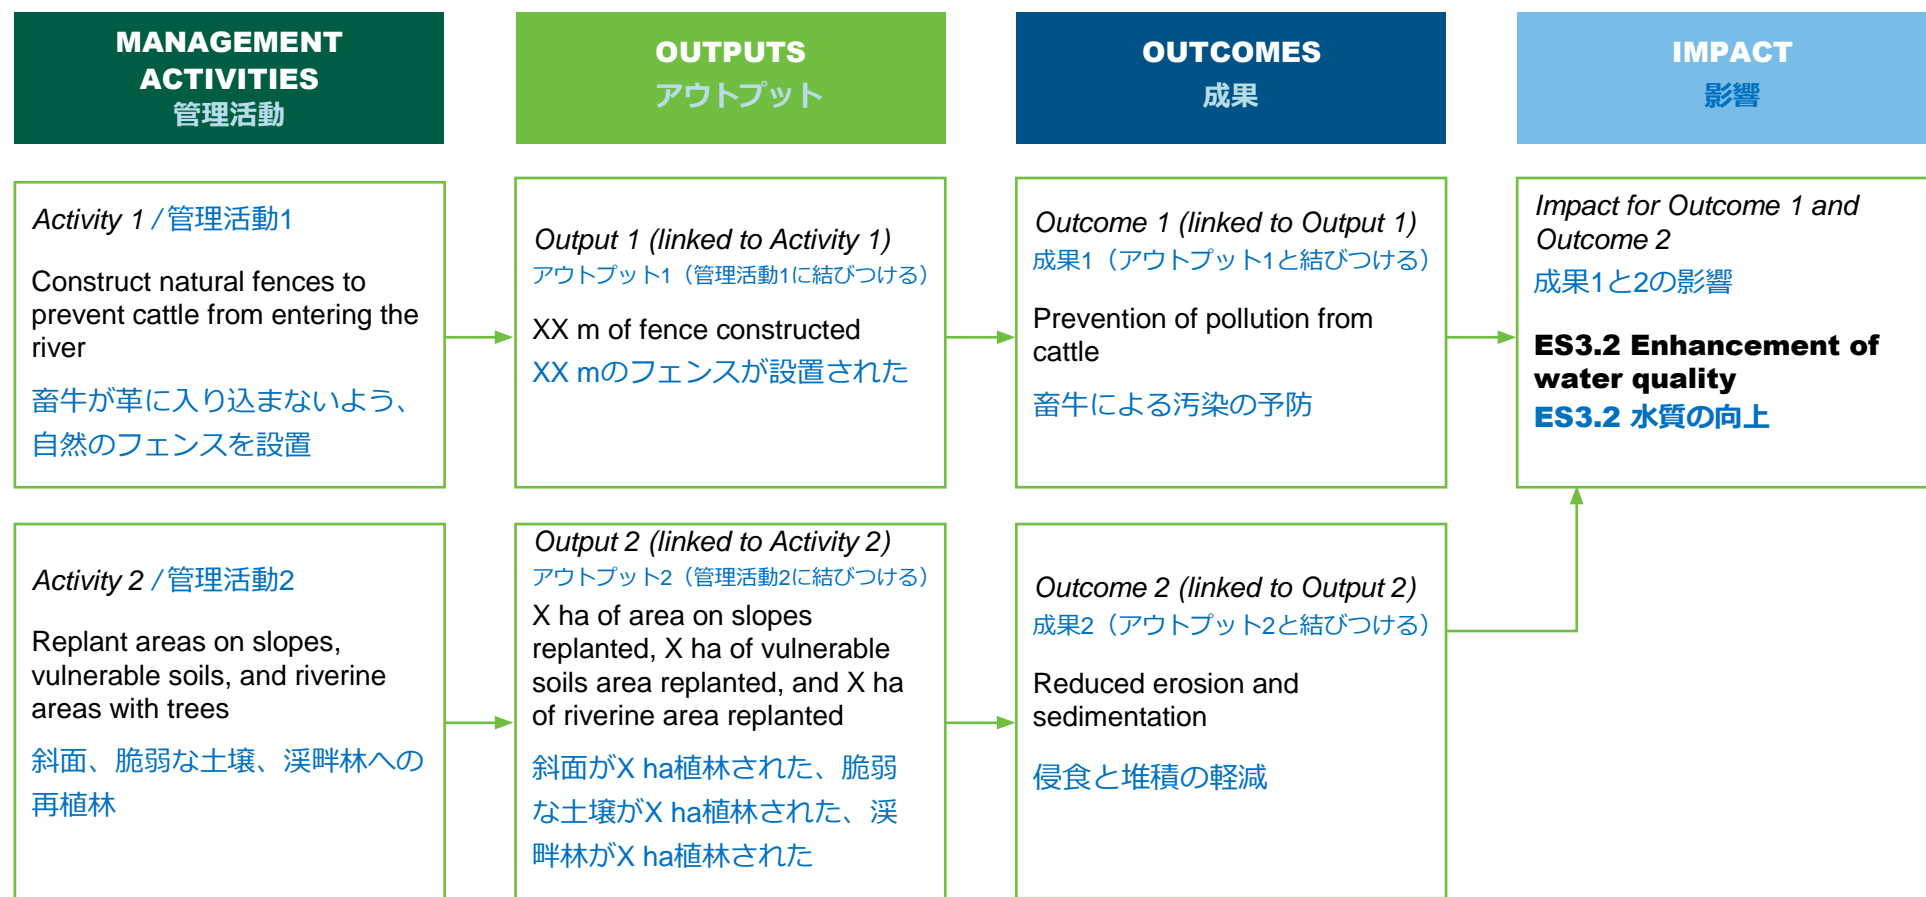 MANAGEMENT
ACTIVITIES
管理活動
OUTPUTS
アウトプット
OUTCOMES
成果
IMPACT
影響
Activity 1 / 管理活動1
Construct natural fences to
prevent cattle from entering the
river
畜牛が革に入り込まないよう、
自然のフェンスを設置
Output 1 (linked to Activity 1)
アウトプット1（管理活動1に結びつける）
XX m of fence constructed
XX mのフェンスが設置された
Outcome 1 (linked to Output 1)
成果1（アウトプット1と結びつける）
Prevention of pollution from
cattle
畜牛による汚染の予防
Impact for Outcome 1 and
Outcome 2
成果1と2の影響
ES3.2 Enhancement of
water quality
ES3.2 水質の向上
Activity 2 / 管理活動2
Replant areas on slopes,
vulnerable soils, and riverine
areas with trees
斜面、脆弱な土壌、渓畔林への
再植林
Output 2 (linked to Activity 2)
アウトプット2（管理活動2に結びつける）
X ha of area on slopes
replanted, X ha of vulnerable
soils area replanted, and X ha
of riverine area replanted
斜面がX ha植林された、脆弱
な土壌がX ha植林された、渓
畔林がX ha植林された
Outcome 2 (linked to Output 2)
成果2（アウトプット2と結びつける）
Reduced erosion and
sedimentation
侵食と堆積の軽減